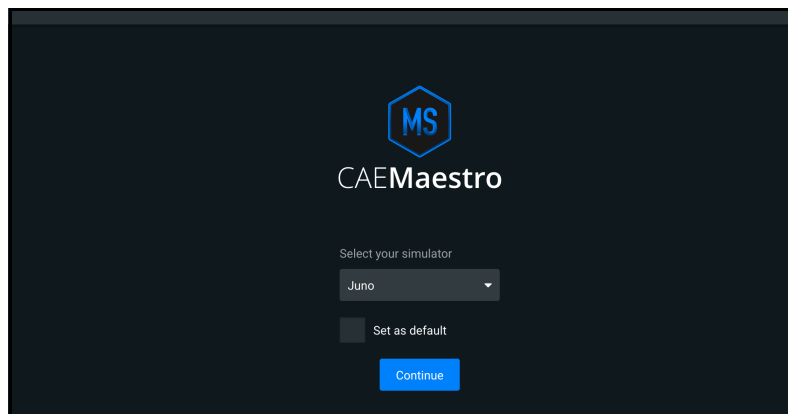 MS
CAEMaestro
Select your simulator
Juno
Set as default
Continue